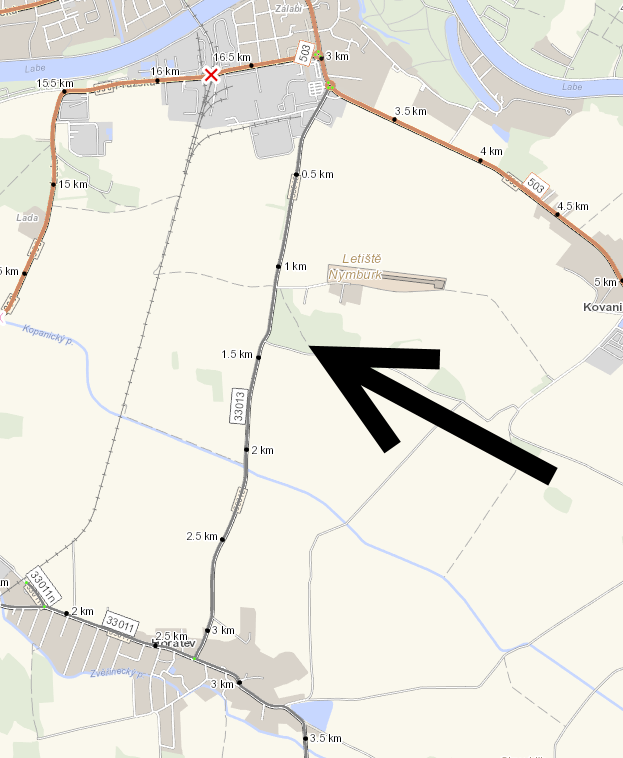 Zálabí
16.5 km
503
3 km
Labe
16 km
15.5 km
Labe
3.5 km
4 km
0.5 km
503
15 km
4.5 km
Lada
Letiště
Nymburk
1 km
5 km
5 km
Kovani
Kopanický p.
1.5 km
33013
2 km
2.5 km
33011n
2 km
33011
2.5 km
3 km
Zvěřínecký p.
3 km
3.5 km